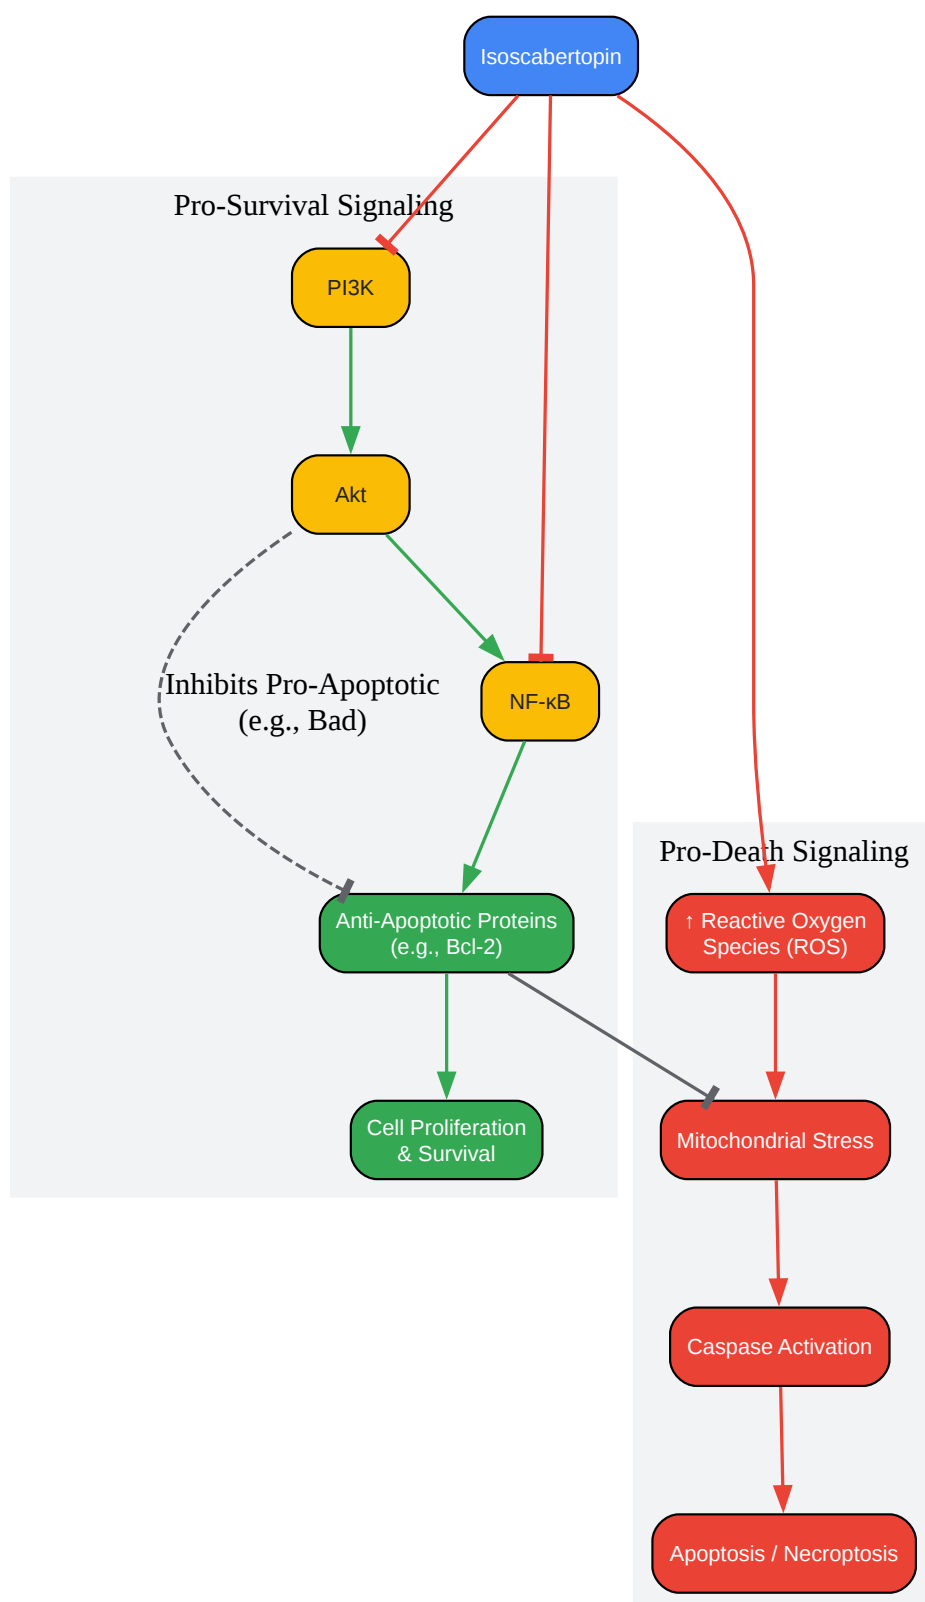 Isoscabertopin
Pro-Survival Signaling
PI3K
Akt
Inhibits Pro-Apoptotic
(e.g., Bad)
NF-κB
Pro-Death Signaling
Anti-Apoptotic Proteins
(e.g., Bcl-2)
↑ Reactive Oxygen
Species (ROS)
Cell Proliferation
& Survival
Mitochondrial Stress
Caspase Activation
Apoptosis / Necroptosis